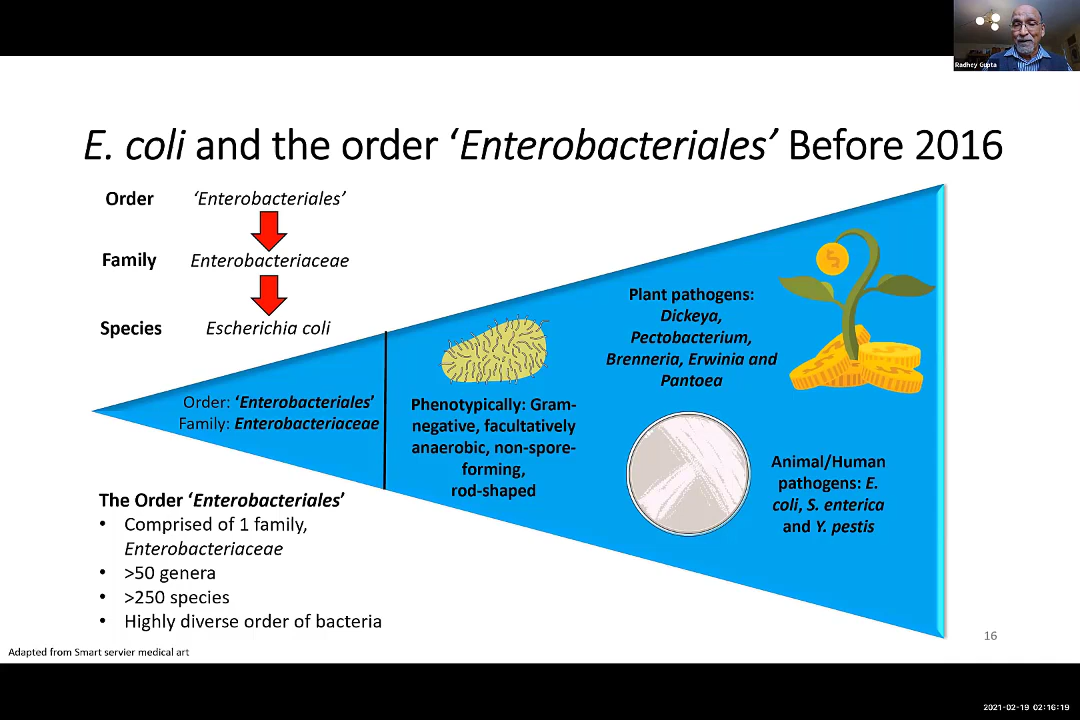 Radhey Gupta
E. coli and the order ‘Enterobacteriales’ Before 2016
Order ‘Enterobacteriales’
Family Enterobacteriaceae
Species Escherichia coli
Order: ‘Enterobacteriales’
Family: Enterobacteriaceae
Phenotypically: Gram-
negative, facultatively
anaerobic, non-spore-
forming,
rod-shaped
Plant pathogens:
Dickeya,
Pectobacterium,
Brenneria, Erwinia and
Pantoea
$
Animal/Human
pathogens: E.
coli, S. enterica
and Y. pestis
The Order ‘Enterobacteriales’
• Comprised of 1 family,
Enterobacteriaceae
• >50 genera
• >250 species
• Highly diverse order of bacteria
16
Adapted from Smart servier medical art
2021-02-19 02:16:19